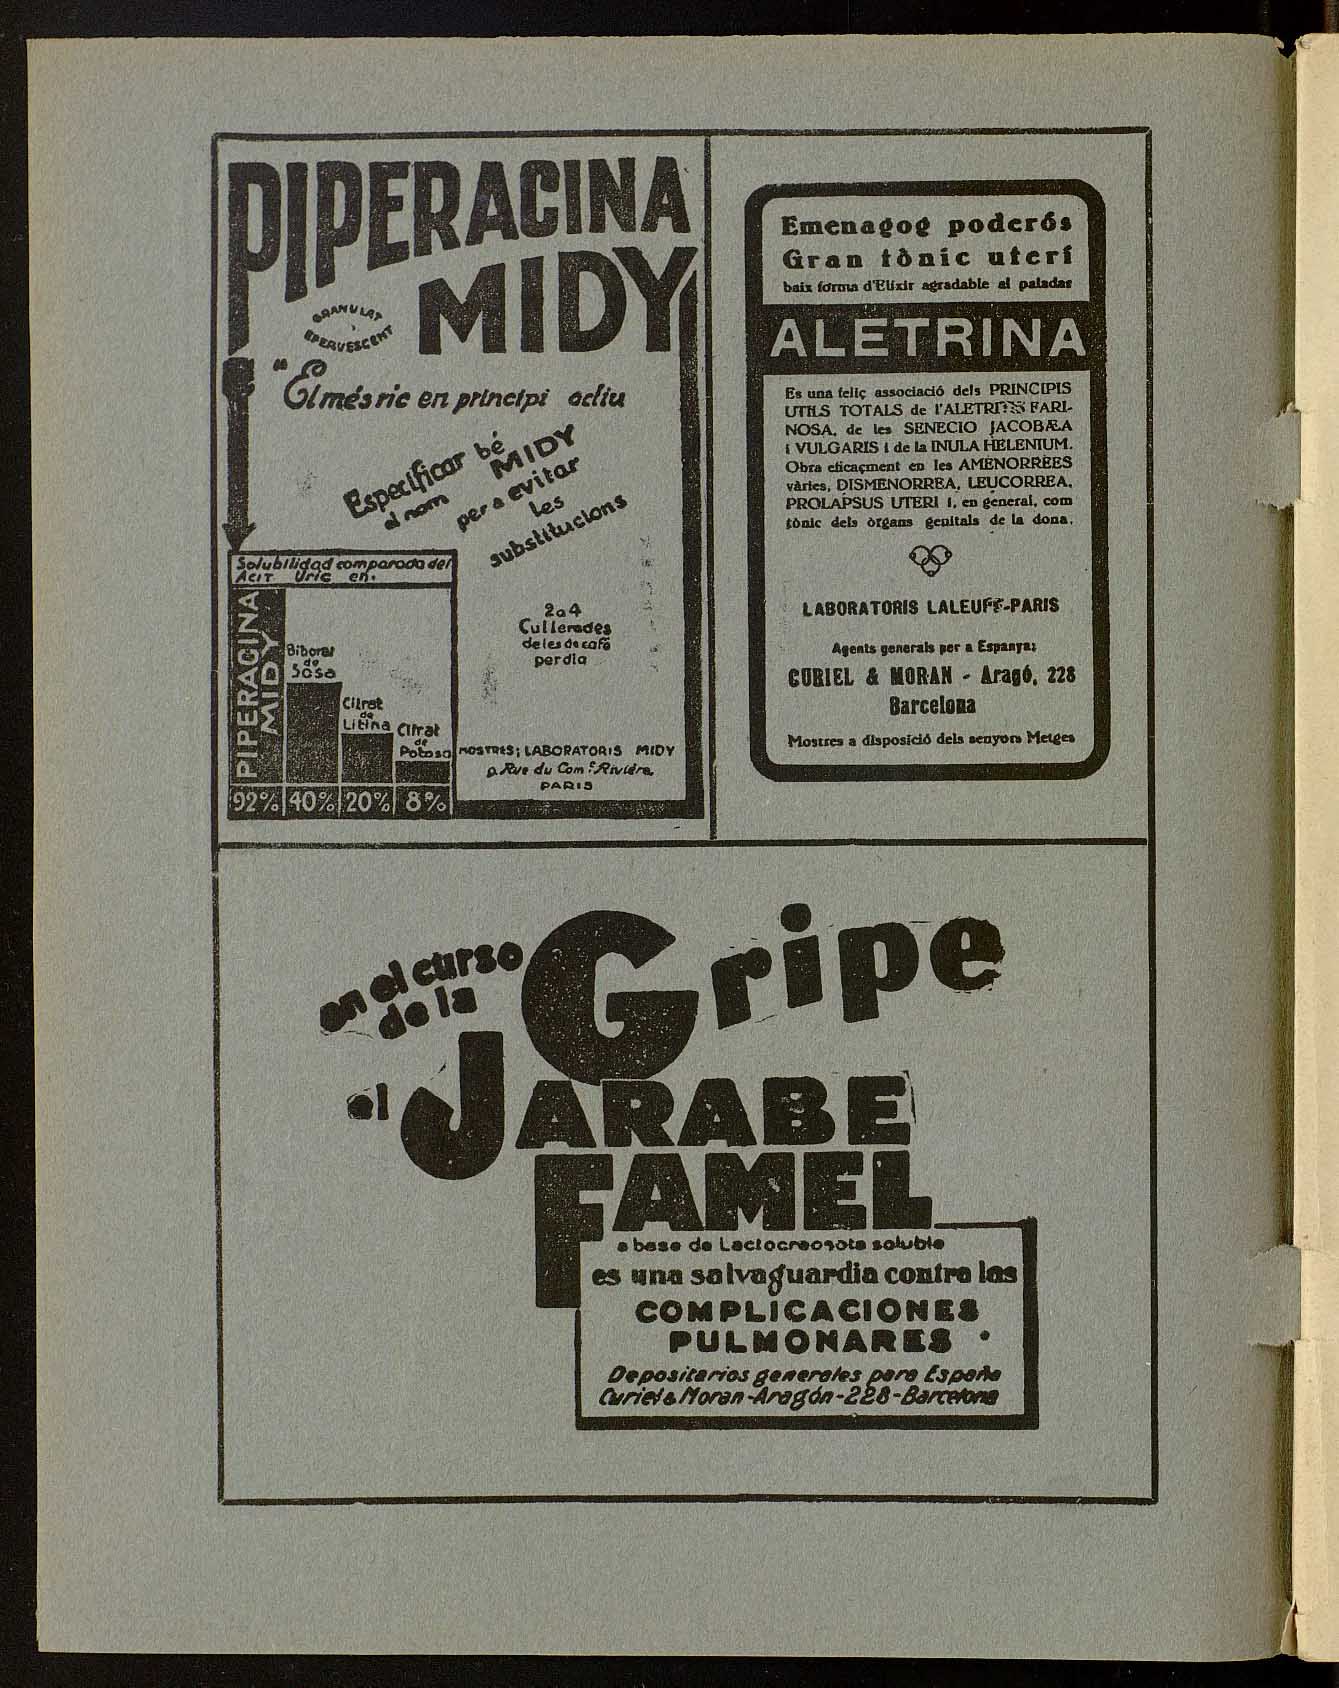 PIPERACINA
MIDY
GRANULAT
EFERVESCENT
"El més ric en principi actiu
Especificar bé
el nom MIDY
per a evitar
les
substitucions
Solubilidad comparada del
Acit Uric en.
PIPERACINA
MIDY
Biborat
de
Sosa
Citrat
de
Litina
Citrat
de
Potasa
92% 40% 20% 8%
2 a 4
Cullerades
de les de café
per dia
MOSTRES; LABORATORIS MIDY
9 Rue du Com. Riviére,
PARIS
Emenagog poderós
Gran tònic uterí
baix forma d'Elixir agradable al paladar
ALETRINA
Es una feliç associació dels PRINCIPIS
UTILS TOTALS de l'ALETRITS FARI-
NOSA, de les SENECIO JACOBÆA
i VULGARIS i de la INULA HELENIUM.
Obra eficaçment en les AMENORREES
vàries, DISMENORREA, LEUCORREA,
PROLAPSUS UTERI i, en general, com
tònic dels òrgans genitals de la dona.
LABORATORIS LALEUFF-PARIS
Agents generals per a Espanya:
CURIEL & MORAN - Aragó, 228
Barcelona
Mostres a disposició dels senyors Metges
en el curso
de la
Gripe
el JARABE
FAMEL
a base de Lactocreosota soluble
es una salvaguardia contra las
COMPLICACIONES
PULMONARES
Depositarios generales para España
Curiel & Moran-Aragón-228-Barcelona